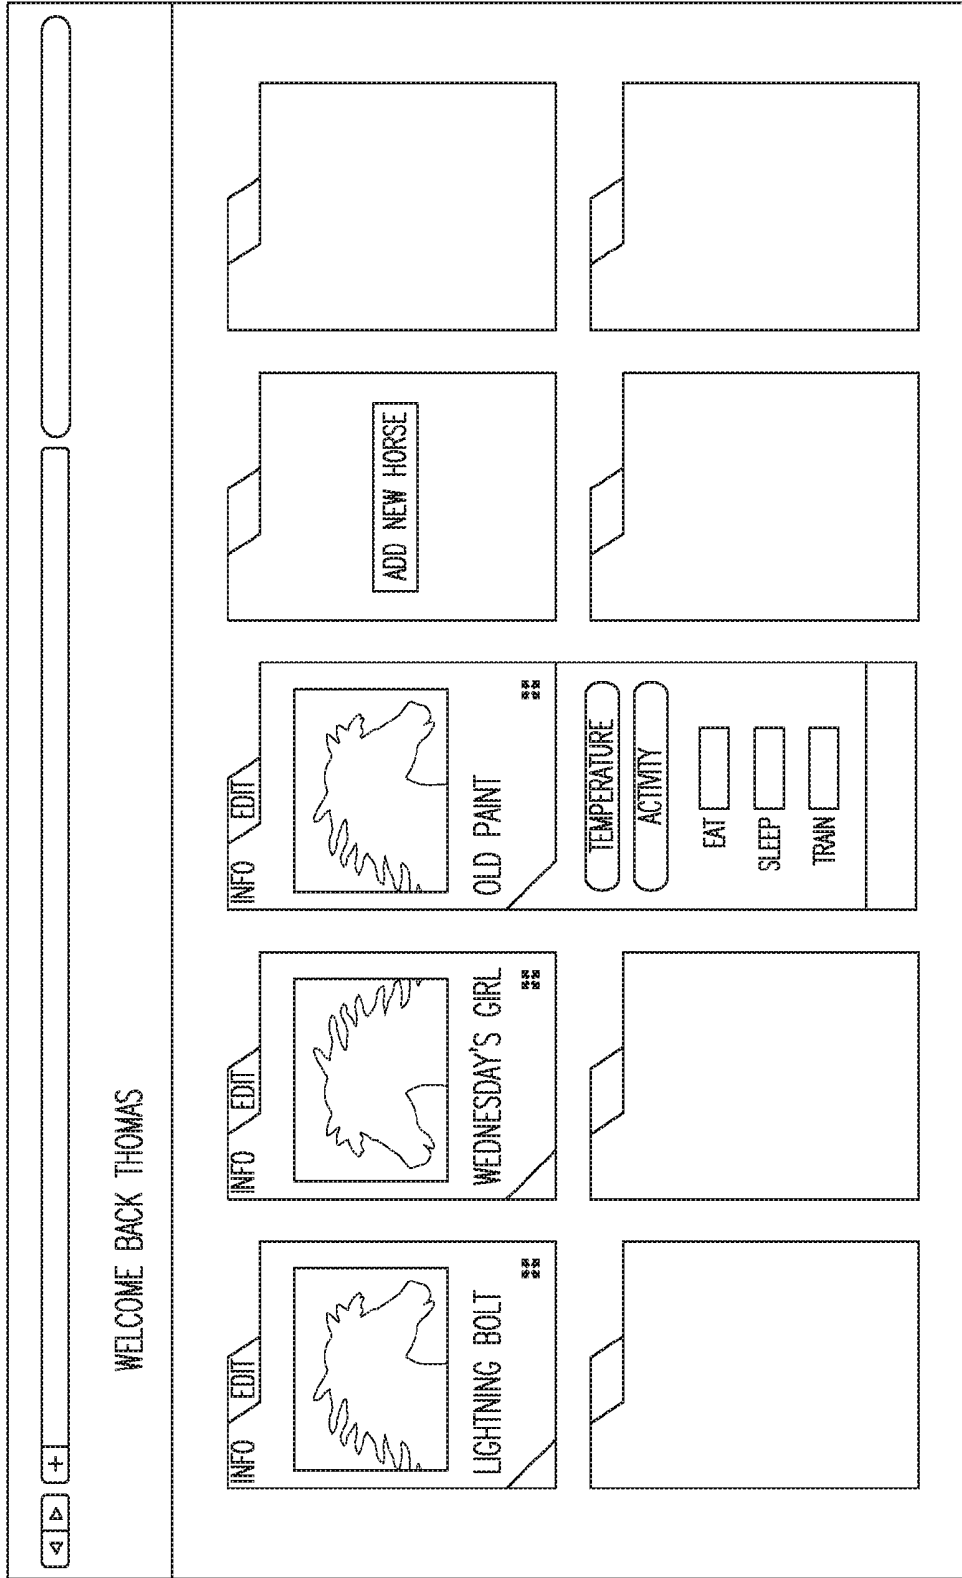 +
WELCOME BACK THOMAS
INFO EDIT
LIGHTNING BOLT
INFO EDIT
WEDNESDAY'S GIRL
INFO EDIT
OLD PAINT
TEMPERATURE
ACTIVITY
EAT
SLEEP
TRAIN
ADD NEW HORSE